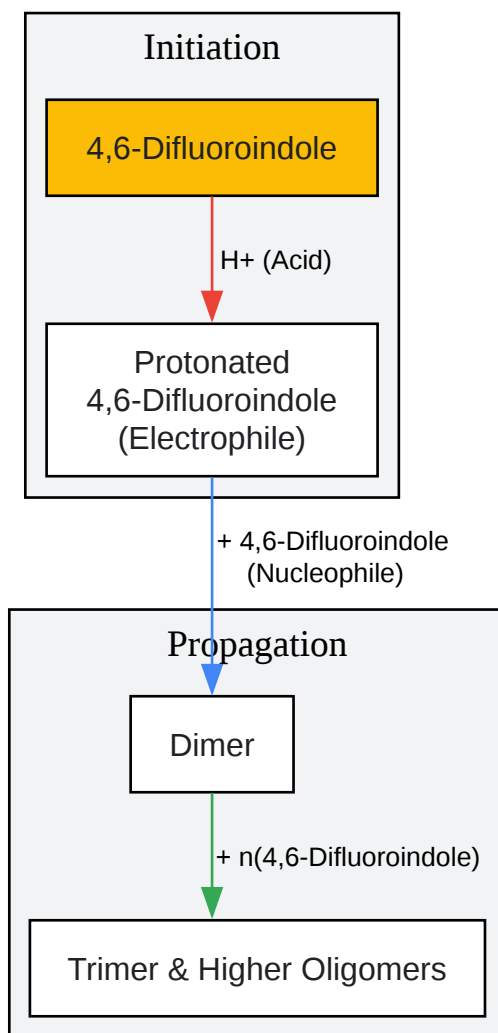 Initiation
4,6-Difluoroindole
H+ (Acid)
Protonated
4,6-Difluoroindole
(Electrophile)
+ 4,6-Difluoroindole
(Nucleophile)
Propagation
Dimer
+ n(4,6-Difluoroindole)
Trimer & Higher Oligomers